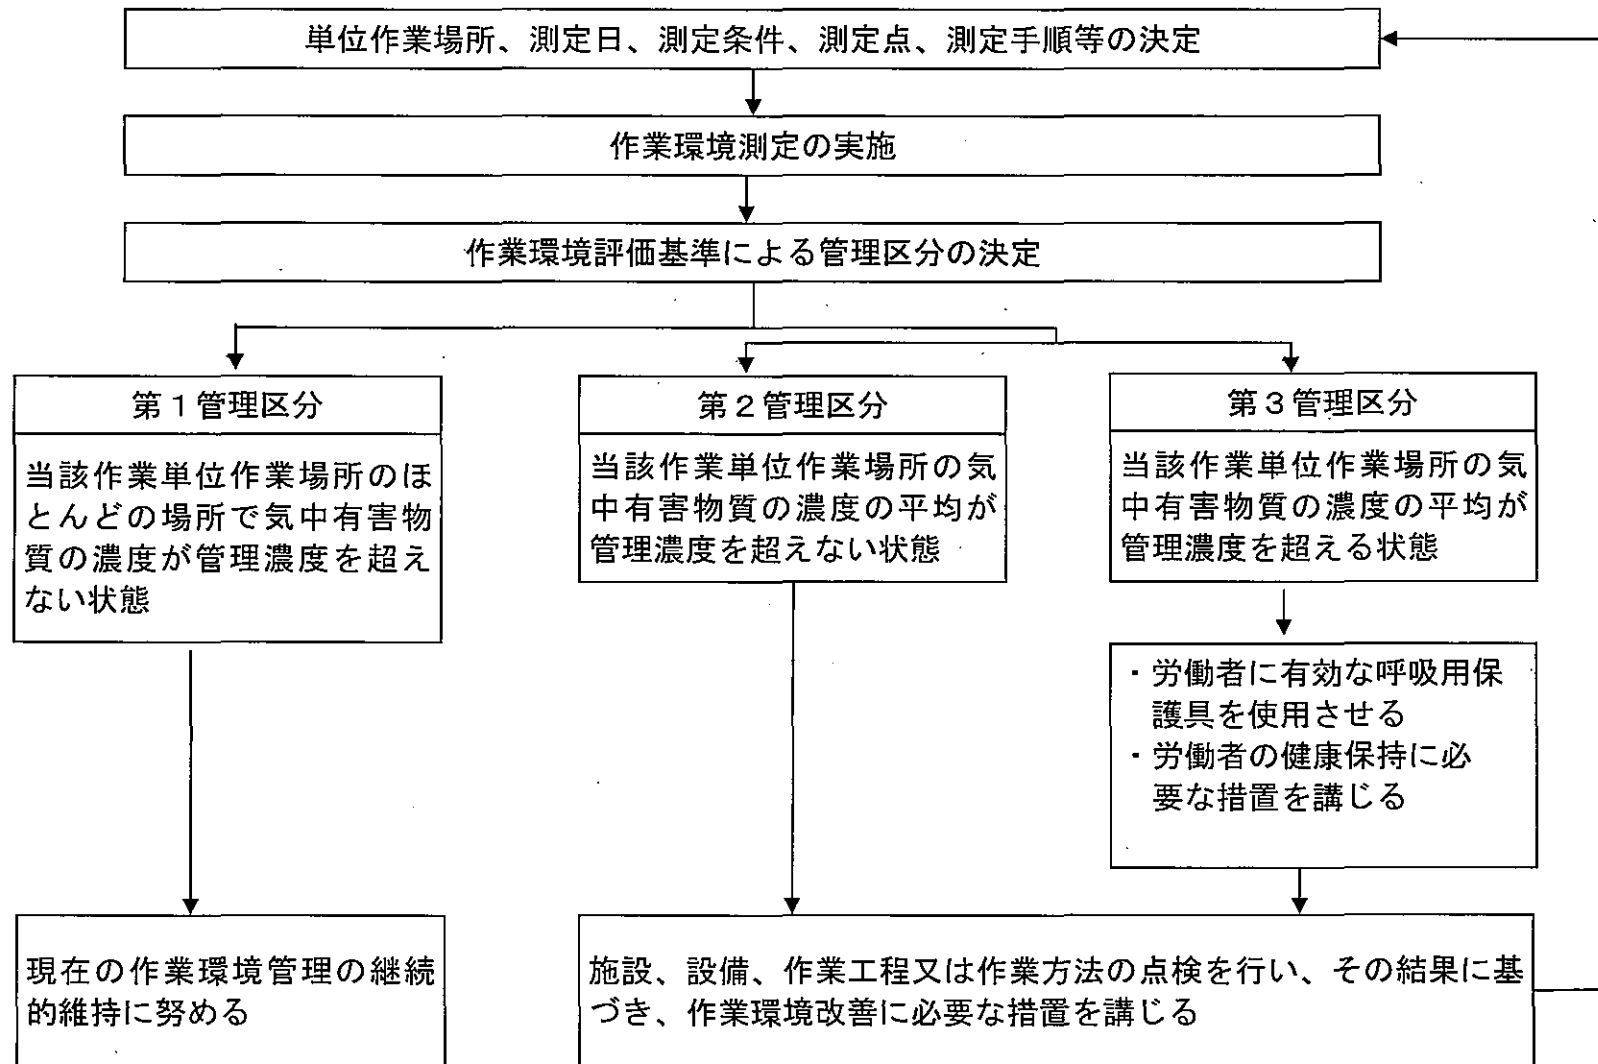 単位作業場所、測定日、測定条件、測定点、測定手順等の決定
作業環境測定の実施
作業環境評価基準による管理区分の決定
第１管理区分
当該作業単位作業場所のほ
とんどの場所で気中有害物
質の濃度が管理濃度を超え
ない状態
第２管理区分
当該作業単位作業場所の気
中有害物質の濃度の平均が
管理濃度を超えない状態
第３管理区分
当該作業単位作業場所の気
中有害物質の濃度の平均が
管理濃度を超える状態
・労働者に有効な呼吸用保
護具を使用させる
・労働者の健康保持に必
要な措置を講じる
現在の作業環境管理の継続
的維持に努める
施設、設備、作業工程又は作業方法の点検を行い、その結果に基
づき、作業環境改善に必要な措置を講じる